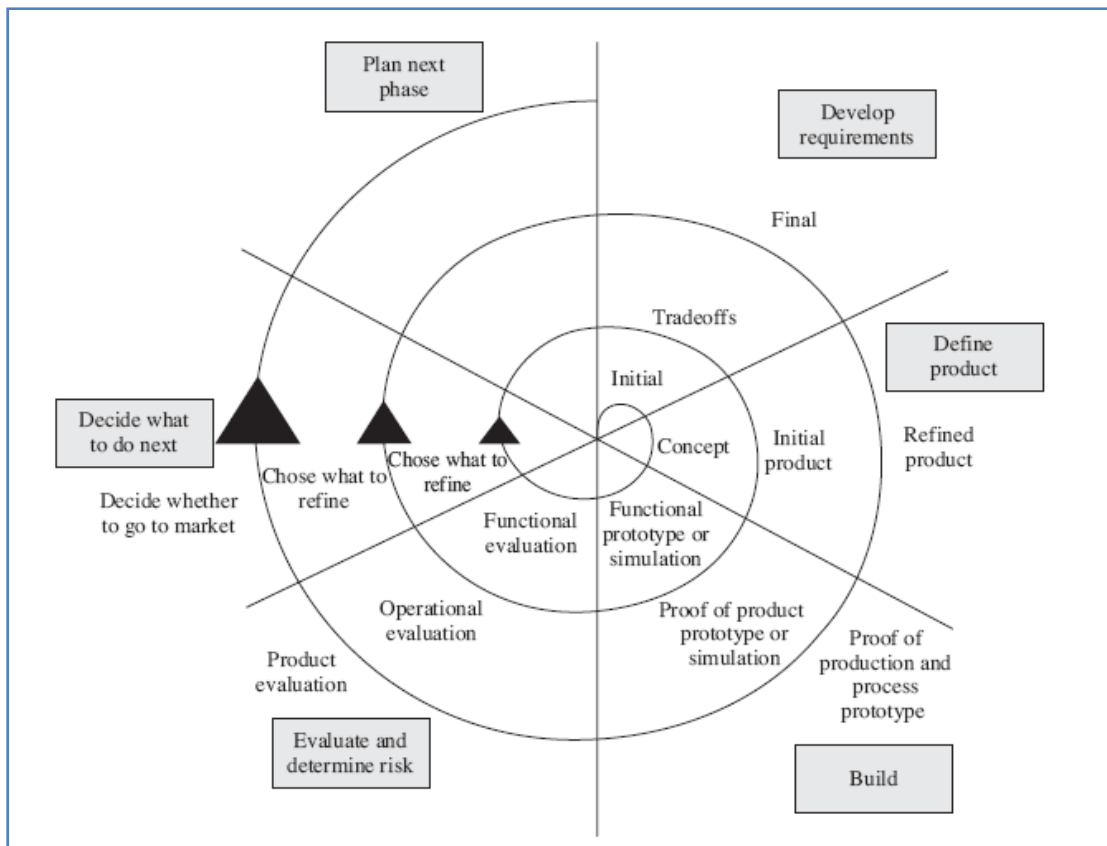 Plan next
phase
Develop
requirements
Final
Tradeoffs
Define
product
Initial
Decide what
to do next
Concept
Initial
product
Refined
product
Chose what to
refine
Chose what to
refine
Decide whether
to go to market
Functional
evaluation
Functional
prototype or
simulation
Operational
evaluation
Proof of product
prototype or
simulation
Proof of
production and
process
prototype
Product
evaluation
Evaluate and
determine risk
Build